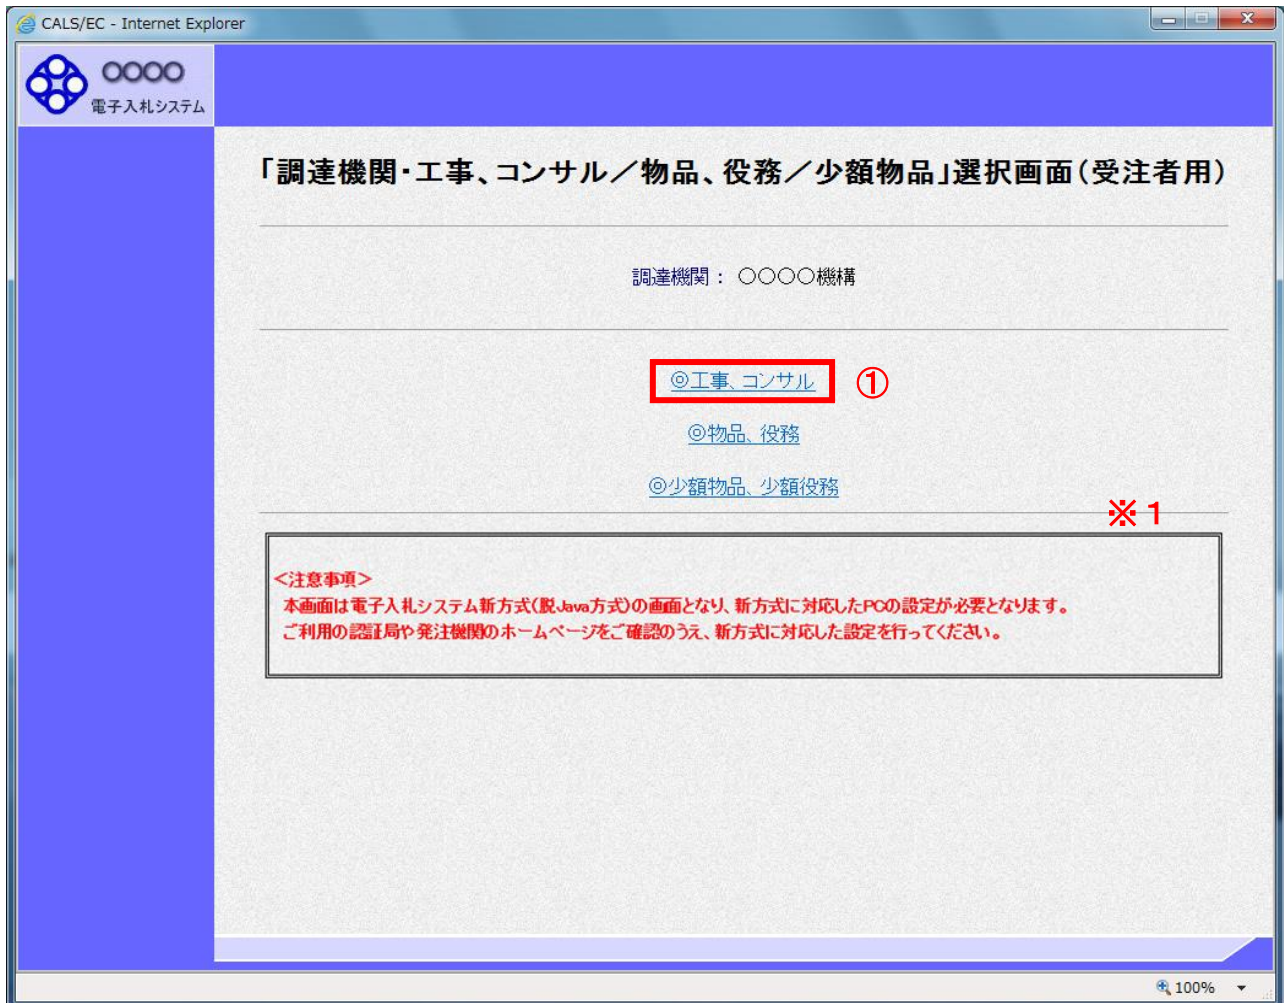 CALS/EC - Internet Explorer
○○○○
電子入札システム
「調達機関・工事、コンサル／物品、役務／少額物品」選択画面（受注者用）
調達機関： ○○○○機構
◎工事、コンサル ①
◎物品、役務
◎少額物品、少額役務
※１
＜注意事項＞
本画面は電子入札システム新方式(脱Java方式)の画面となり、新方式に対応したPCの設定が必要となります。
ご利用の認証局や発注機関のホームページをご確認のうえ、新方式に対応した設定を行ってください。
100%